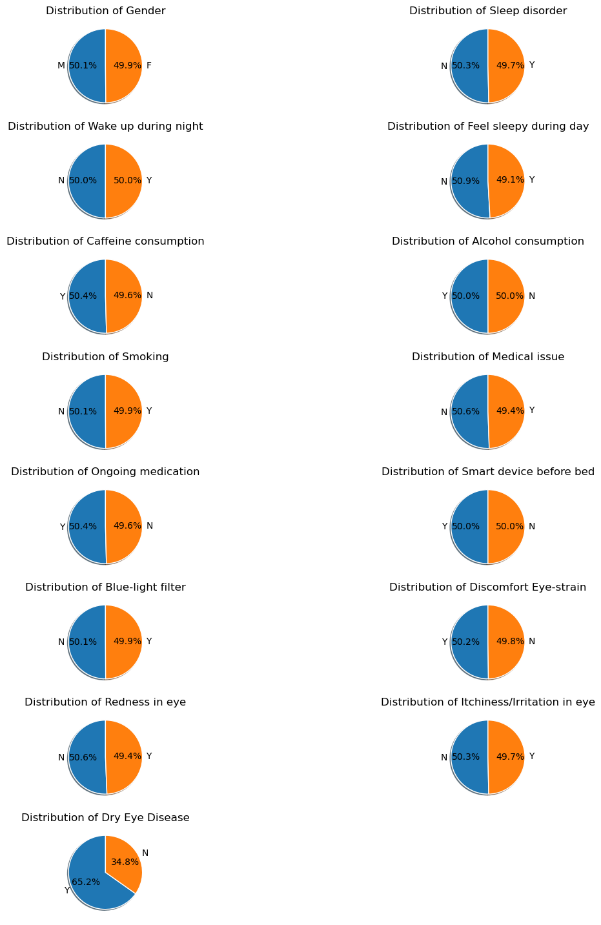 Distribution of Gender
M 50.1% 49.9% F
Distribution of Sleep disorder
N 50.3% 49.7% Y
Distribution of Wake up during night
N 50.0% 50.0% Y
Distribution of Feel sleepy during day
N 50.9% 49.1% Y
Distribution of Caffeine consumption
Y 50.4% 49.6% N
Distribution of Alcohol consumption
Y 50.0% 50.0% N
Distribution of Smoking
N 50.1% 49.9% Y
Distribution of Medical issue
N 50.6% 49.4% Y
Distribution of Ongoing medication
Y 50.4% 49.6% N
Distribution of Smart device before bed
Y 50.0% 50.0% N
Distribution of Blue-light filter
N 50.1% 49.9% Y
Distribution of Discomfort Eye-strain
Y 50.2% 49.8% N
Distribution of Redness in eye
N 50.6% 49.4% Y
Distribution of Itchiness/Irritation in eye
N 50.3% 49.7% Y
Distribution of Dry Eye Disease
N
34.8%
65.2%
Y